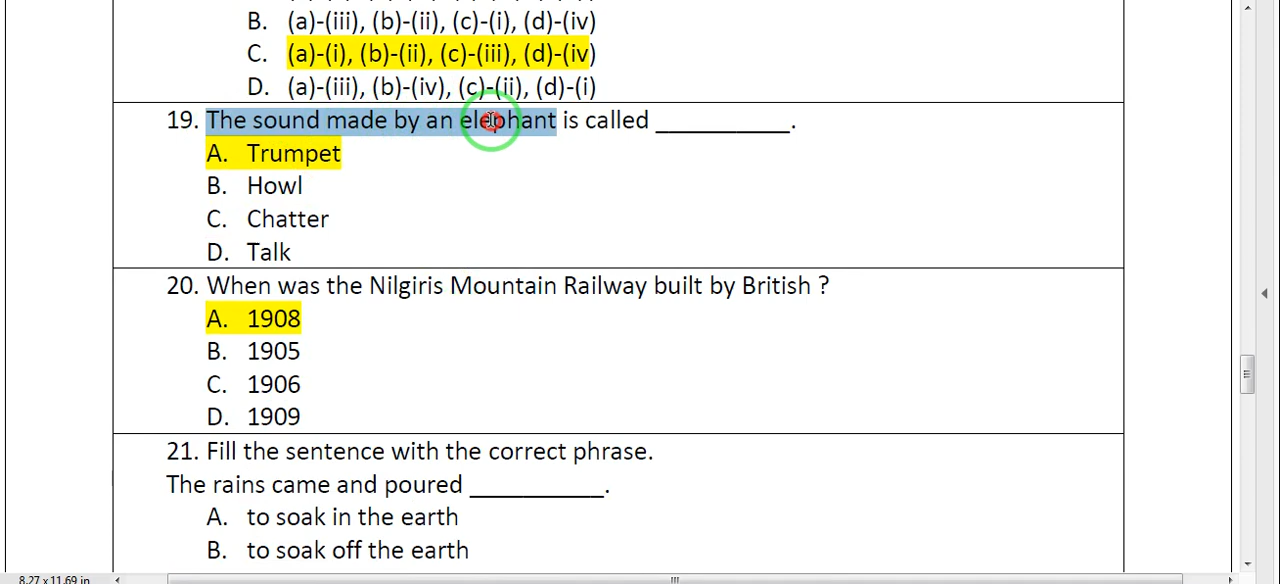 B. (a)-(iii), (b)-(ii), (c)-(i), (d)-(iv)
C. (a)-(i), (b)-(ii), (c)-(iii), (d)-(iv)
D. (a)-(iii), (b)-(iv), (c)-(ii), (d)-(i)
19. The sound made by an elephant is called __________.
A. Trumpet
B. Howl
C. Chatter
D. Talk
20. When was the Nilgiris Mountain Railway built by British ?
A. 1908
B. 1905
C. 1906
D. 1909
21. Fill the sentence with the correct phrase.
The rains came and poured __________.
A. to soak in the earth
B. to soak off the earth
8.27 x 11.69 in